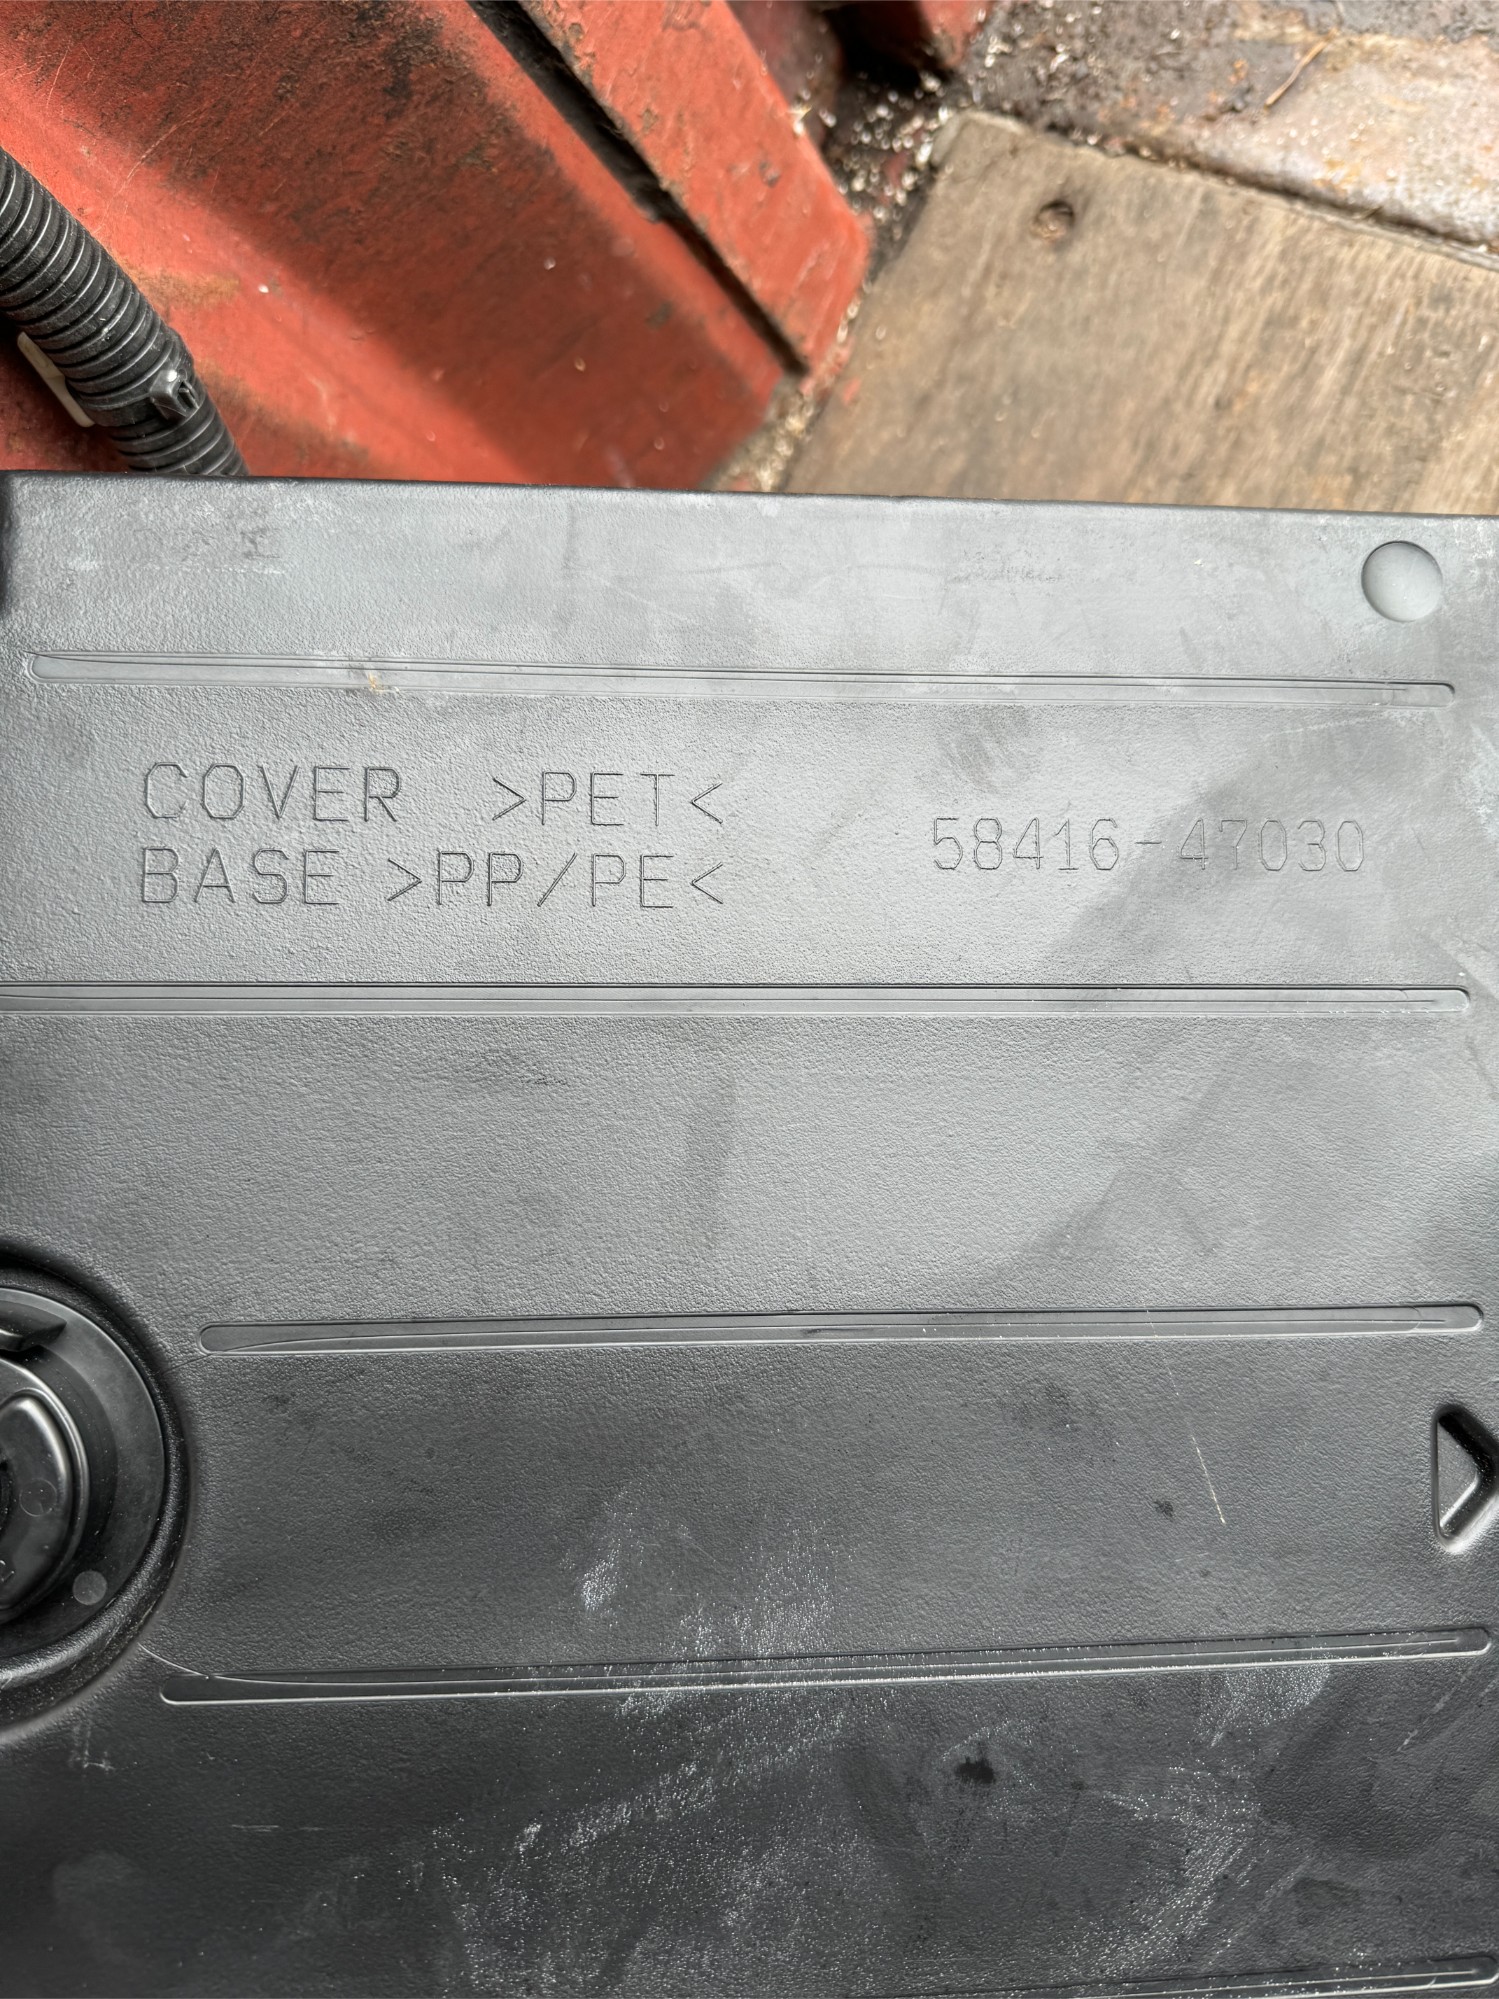 COVER >PET<
BASE >PP/PE<
58416-47030